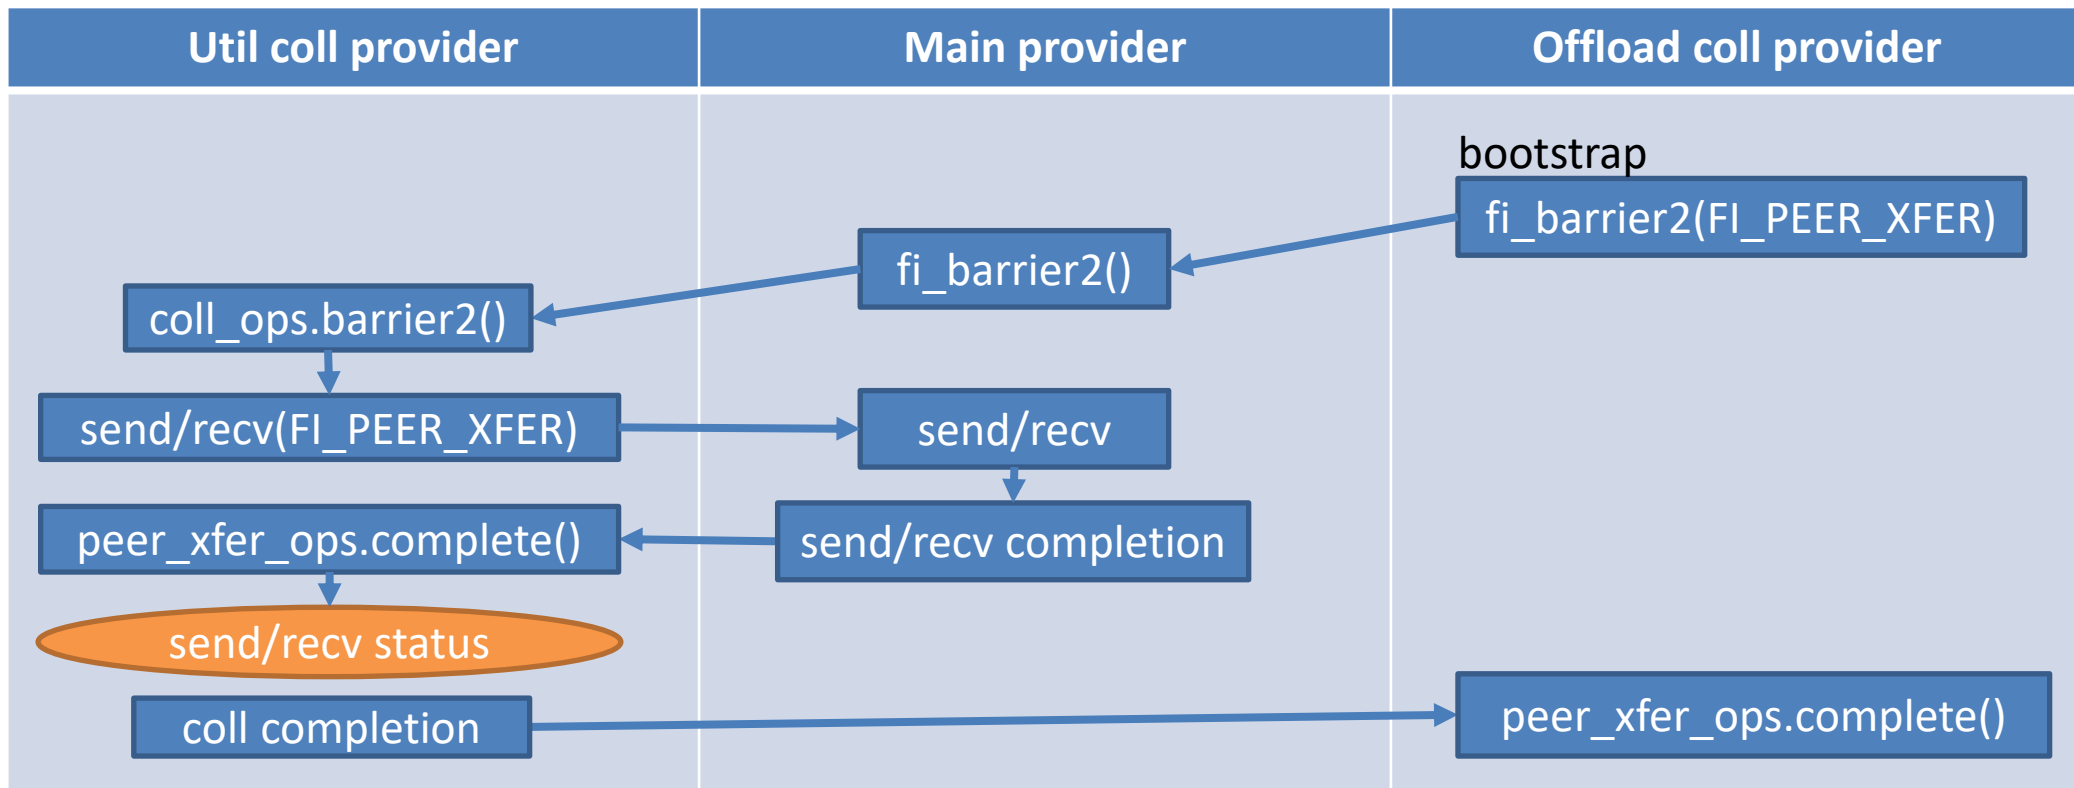 Util coll provider
Main provider
Offload coll provider
bootstrap
fi_barrier2(FI_PEER_XFER)
fi_barrier2()
coll_ops.barrier2()
send/recv(FI_PEER_XFER)
send/recv
peer_xfer_ops.complete()
send/recv completion
send/recv status
coll completion
peer_xfer_ops.complete()